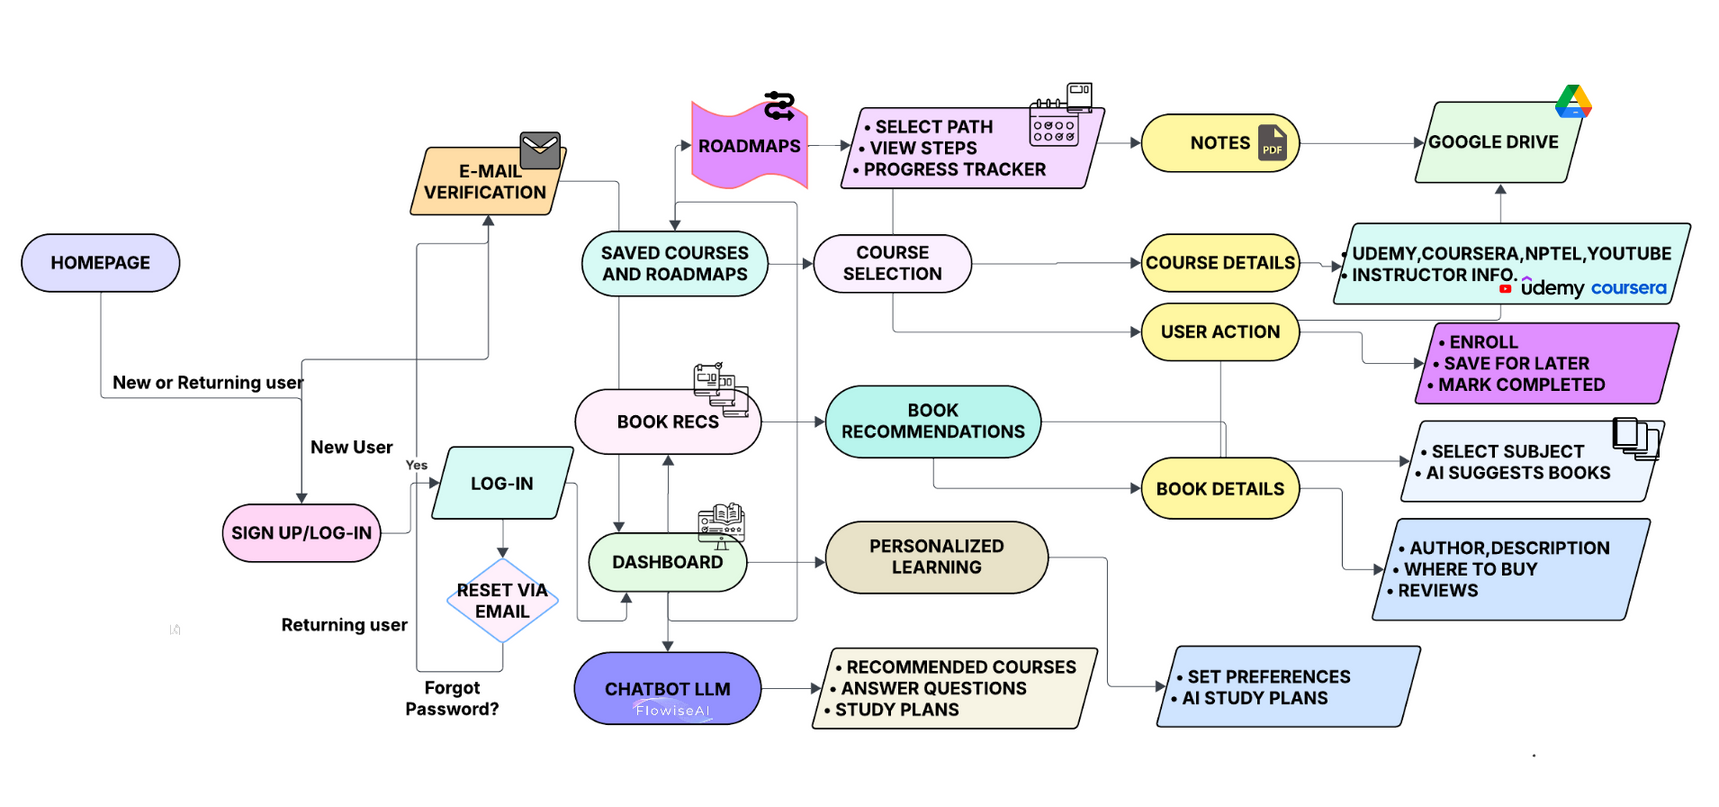 ROADMAPS
• SELECT PATH
• VIEW STEPS
• PROGRESS TRACKER
NOTES
PDF
GOOGLE DRIVE
E-MAIL
VERIFICATION
HOMEPAGE
SAVED COURSES
AND ROADMAPS
COURSE
SELECTION
COURSE DETAILS
• UDEMY,COURSERA,NPTEL,YOUTUBE
• INSTRUCTOR INFO.
udemy coursera
USER ACTION
• ENROLL
• SAVE FOR LATER
• MARK COMPLETED
New or Returning user
BOOK RECS
BOOK
RECOMMENDATIONS
New User
Yes
• SELECT SUBJECT
• AI SUGGESTS BOOKS
LOG-IN
BOOK DETAILS
SIGN UP/LOG-IN
DASHBOARD
PERSONALIZED
LEARNING
• AUTHOR,DESCRIPTION
• WHERE TO BUY
• REVIEWS
RESET VIA
EMAIL
Returning user
Forgot
Password?
CHATBOT LLM
FlowiseAI
• RECOMMENDED COURSES
• ANSWER QUESTIONS
• STUDY PLANS
• SET PREFERENCES
• AI STUDY PLANS